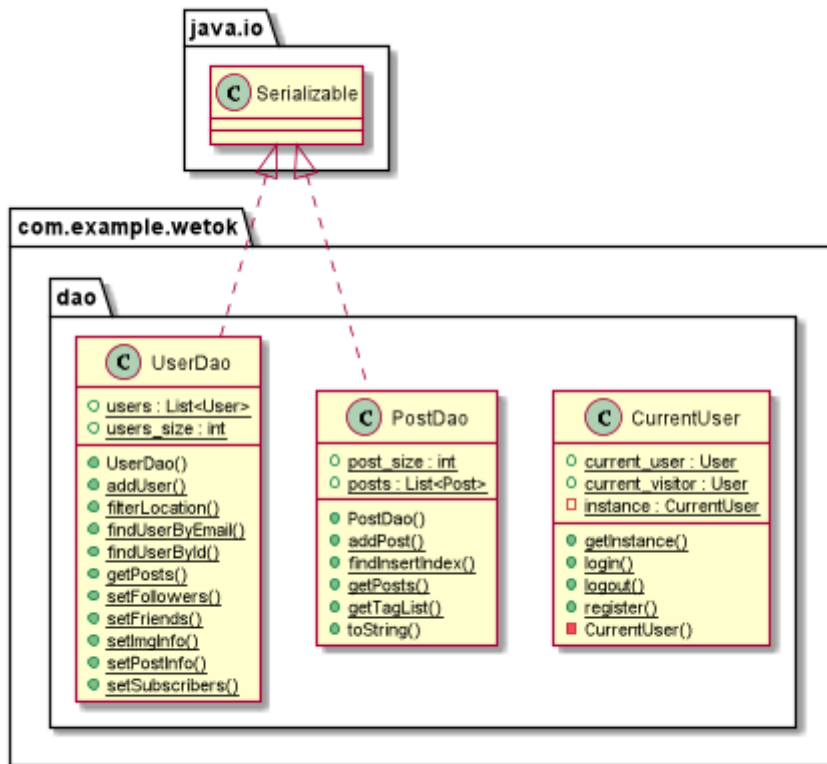 java.io
C Serializable
com.example.wetok
dao
C UserDao
users : List<User>
users_size : int
UserDao()
addUser()
filterLocation()
findUserByEmail()
findUserById()
getPosts()
setFollowers()
setFriends()
setImgInfo()
setPostInfo()
setSubscribers()
C PostDao
post_size : int
posts : List<Post>
PostDao()
addPost()
findInsertIndex()
getPosts()
getTagList()
toString()
C CurrentUser
current_user : User
current_visitor : User
instance : CurrentUser
getInstance()
login()
logout()
register()
CurrentUser()